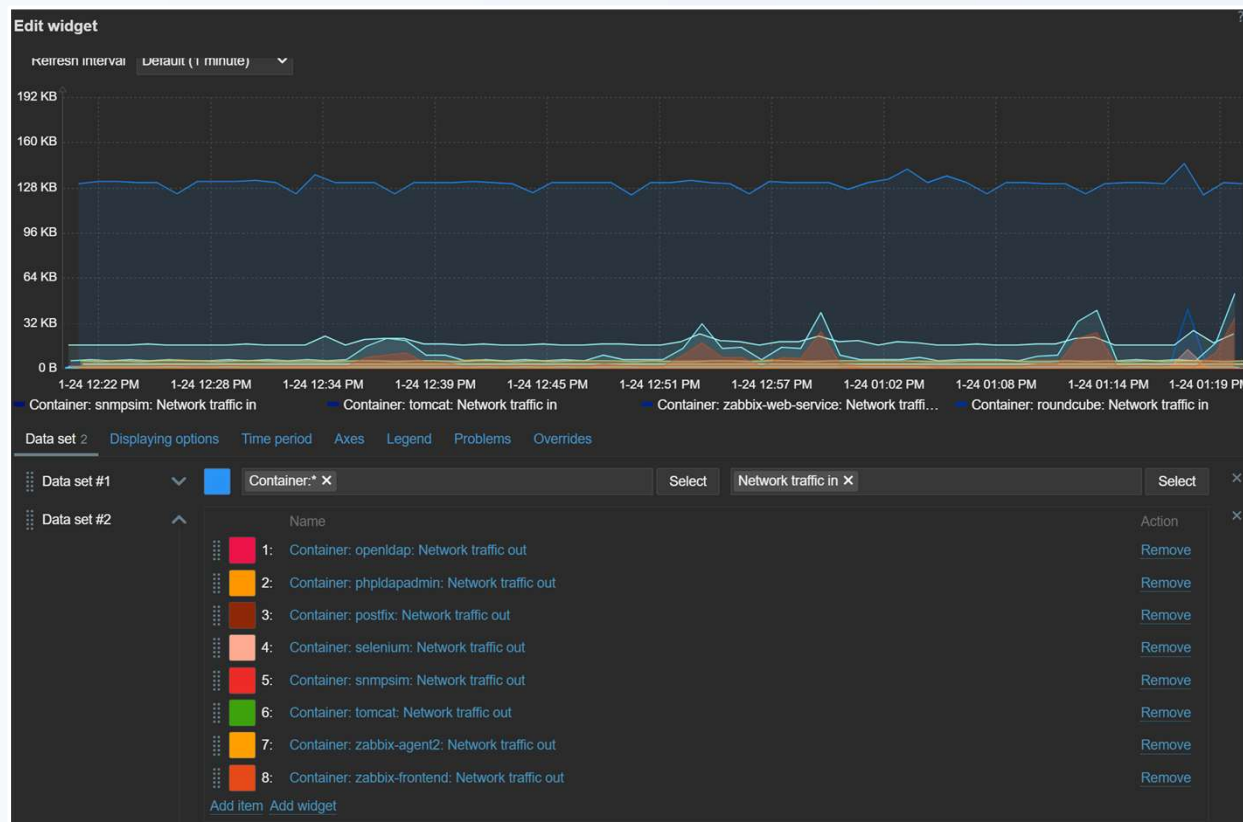 Edit widget
?
Refresh interval Default (1 minute)
192 KB
160 KB
128 KB
96 KB
64 KB
32 KB
0 B
1-24 12:22 PM 1-24 12:28 PM 1-24 12:34 PM 1-24 12:39 PM 1-24 12:45 PM 1-24 12:51 PM 1-24 12:57 PM 1-24 01:02 PM 1-24 01:08 PM 1-24 01:14 PM 1-24 01:19 PM
Container: snmpsim: Network traffic in Container: tomcat: Network traffic in Container: zabbix-web-service: Network traffi... Container: roundcube: Network traffic in
Data set 2 Displaying options Time period Axes Legend Problems Overrides
Data set #1 Container:* Select Network traffic in Select
Data set #2
Name Action
1: Container: openldap: Network traffic out Remove
2: Container: phpldapadmin: Network traffic out Remove
3: Container: postfix: Network traffic out Remove
4: Container: selenium: Network traffic out Remove
5: Container: snmpsim: Network traffic out Remove
6: Container: tomcat: Network traffic out Remove
7: Container: zabbix-agent2: Network traffic out Remove
8: Container: zabbix-frontend: Network traffic out Remove
Add item Add widget